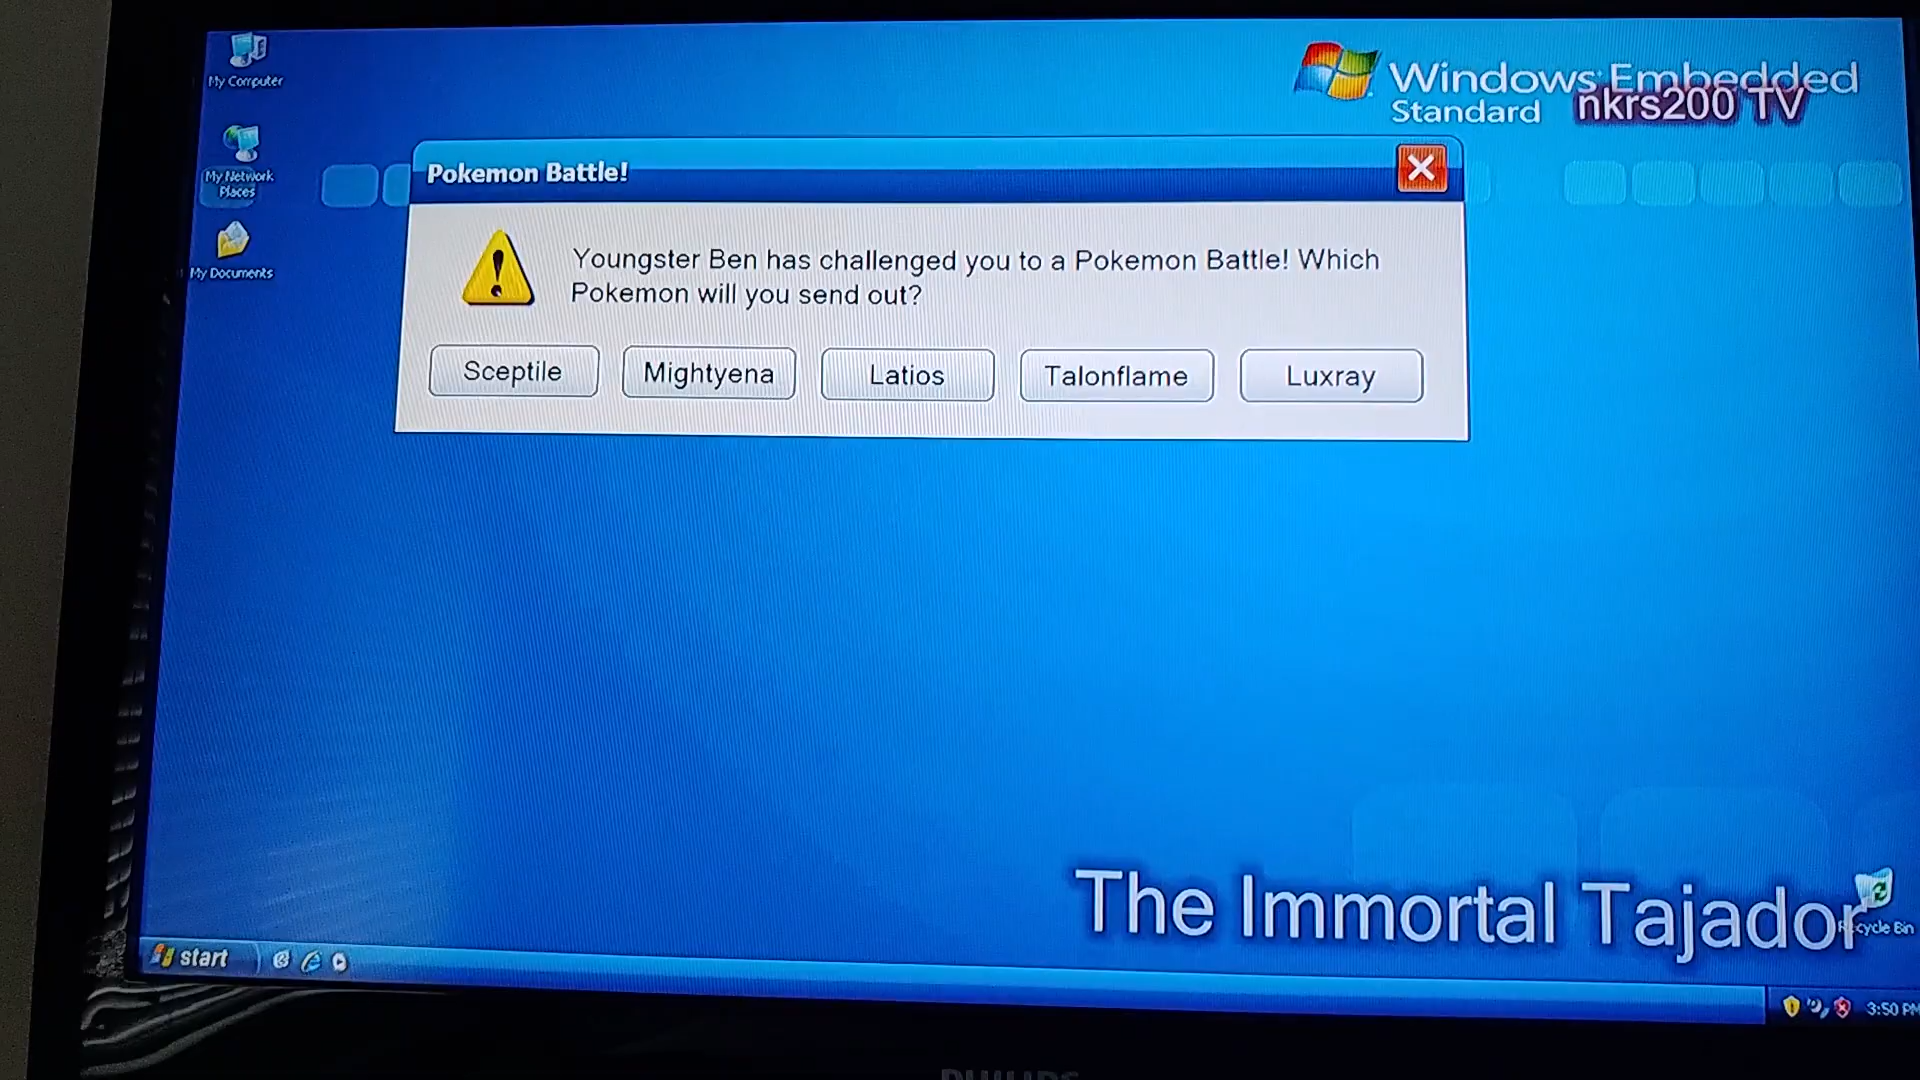 My Computer
Windows Embedded
Standard
nkrs200 TV
My Network
Places
My Documents
Pokemon Battle!
Youngster Ben has challenged you to a Pokemon Battle! Which
Pokemon will you send out?
Sceptile
Mightyena
Latios
Talonflame
Luxray
The Immortal Tajador
Recycle Bin
start
3:50 PM
PHILIPS